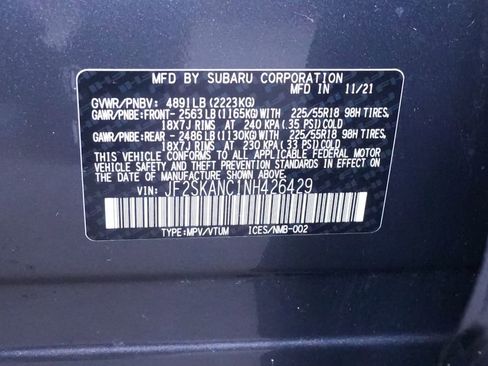 MFD BY SUBARU CORPORATION
MFD IN 11/21
GVWR/PNBV: 4891LB (2223KG)
GAWR/PNBE:FRONT- 2563LB (1165KG)WITH 225/55R18 98H TIRES,
18X7J RIMS AT 240 KPA (35 PSI)COLD
GAWR/PNBE:REAR - 2486LB (1130KG)WITH 225/55R18 98H TIRES,
18X7J RIMS AT 230 KPA (33 PSI)COLD
THIS VEHICLE CONFORMS TO ALL APPLICABLE FEDERAL MOTOR
VEHICLE SAFETY AND THEFT PREVENTION STANDARDS IN EFFECT
ON THE DATE OF MANUFACTURE SHOWN ABOVE.
VIN: JF2SKANC1NH426429
TYPE:MPV/VTUM ICES/NMB-002